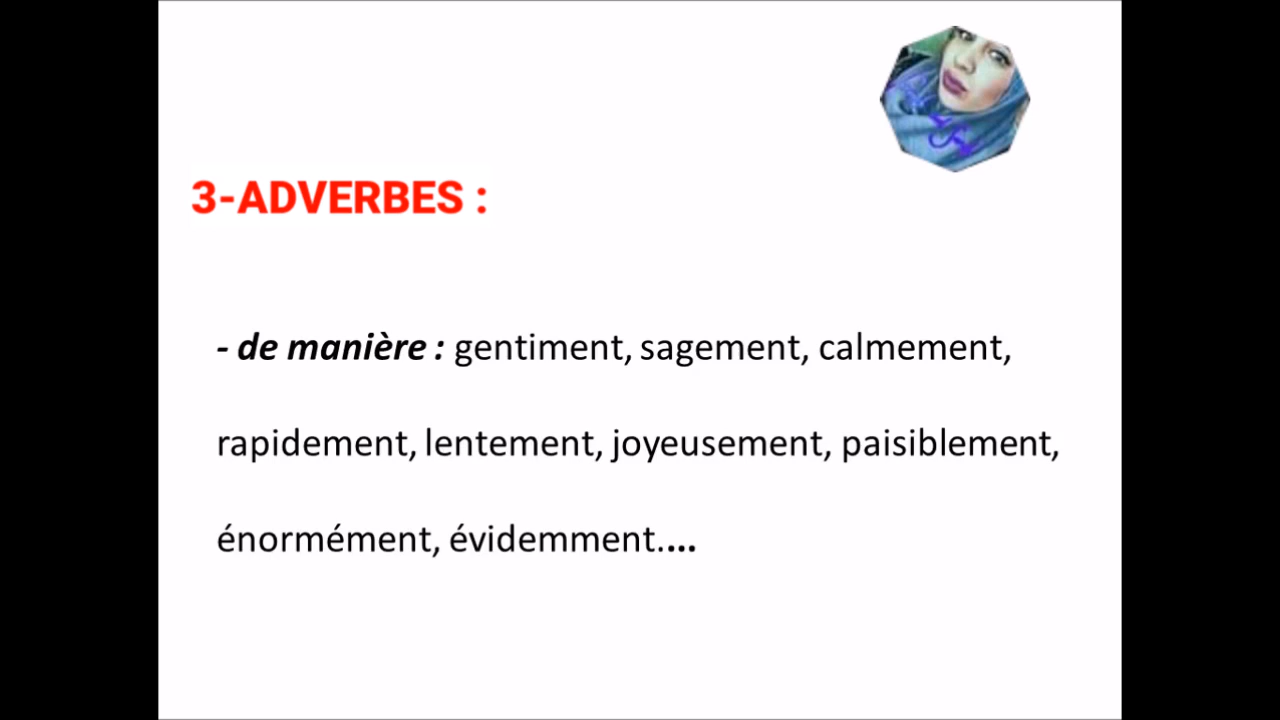 3-ADVERBES :
- de manière : gentiment, sagement, calmement,
rapidement, lentement, joyeusement, paisiblement,
énormément, évidemment....